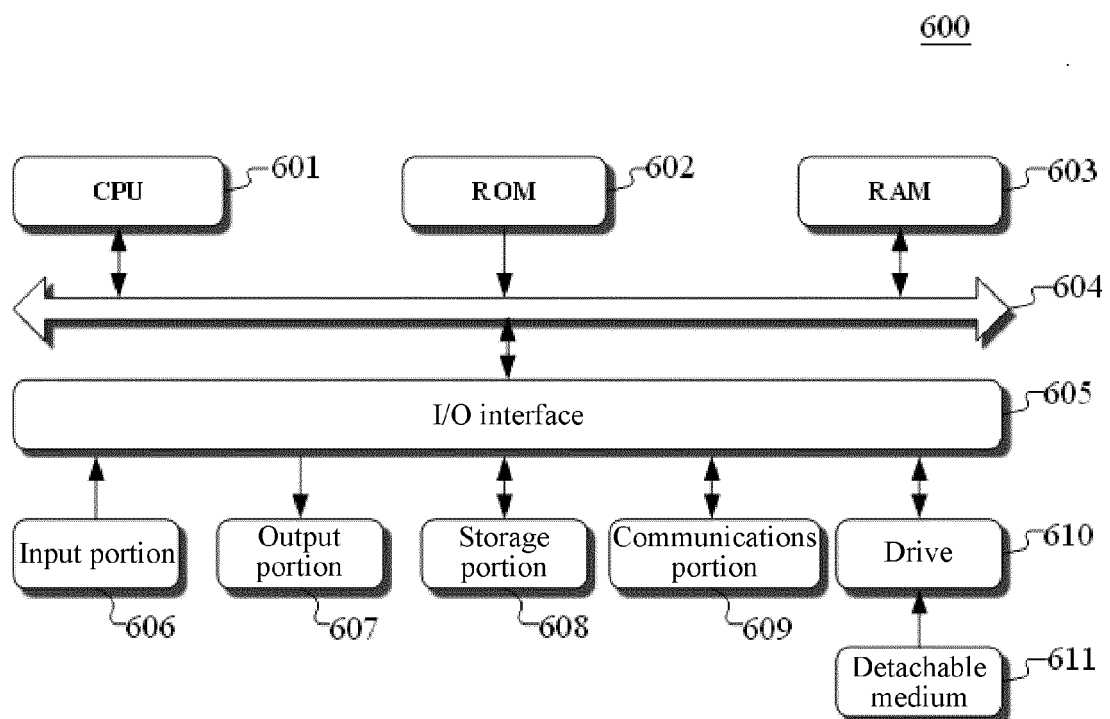 600
CPU
601
ROM
602
RAM
603
604
I/O interface
605
Input portion
606
Output
portion
607
Storage
portion
608
Communications
portion
609
Drive
610
Detachable
medium
611